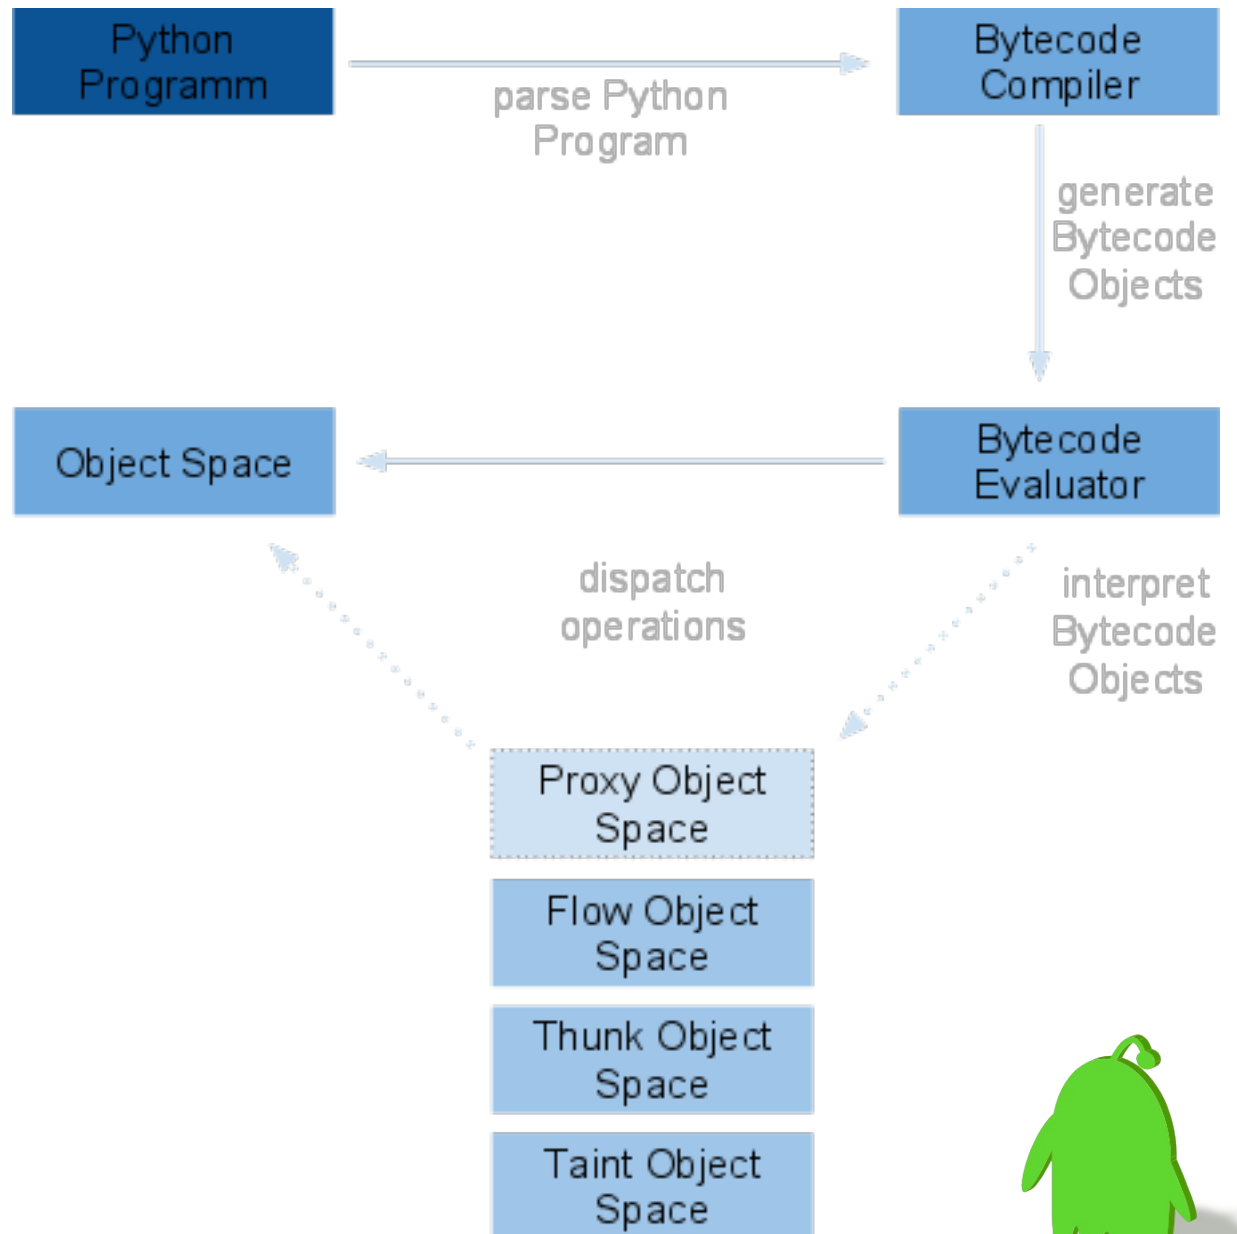 Python
Programm
parse Python
Program
Bytecode
Compiler
generate
Bytecode
Objects
Object Space
Bytecode
Evaluator
dispatch
operations
interpret
Bytecode
Objects
Proxy Object
Space
Flow Object
Space
Thunk Object
Space
Taint Object
Space